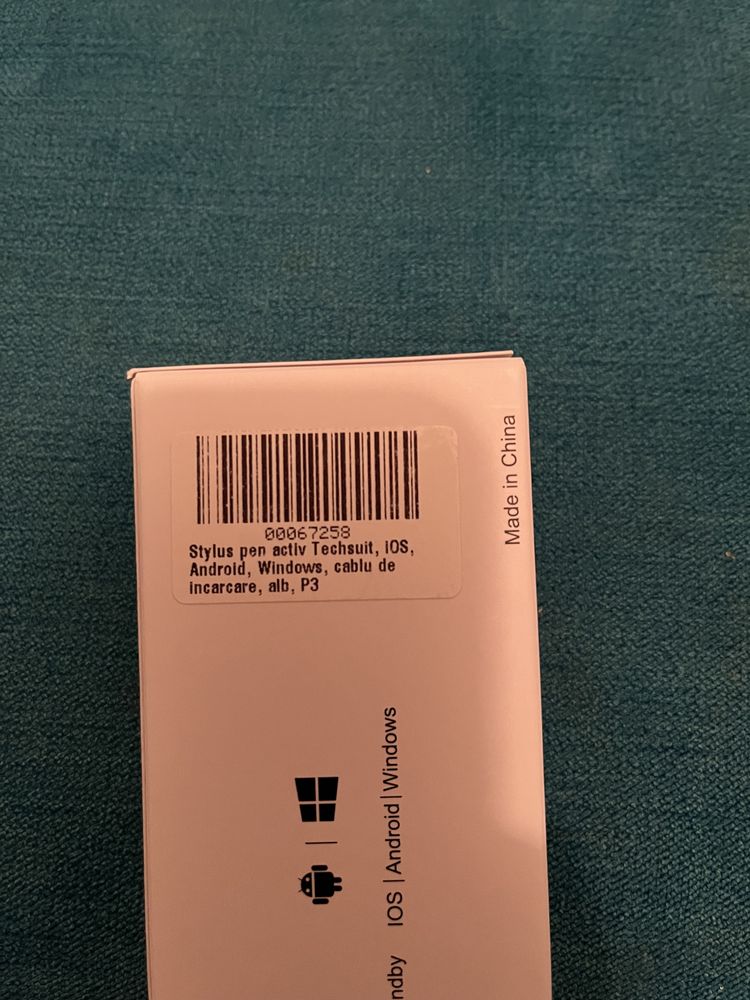 00067258
Stylus pen activ Techsuit, iOS,
Android, Windows, cablu de
incarcare, alb, P3
Made in China
IOS |Android|Windows
ndby